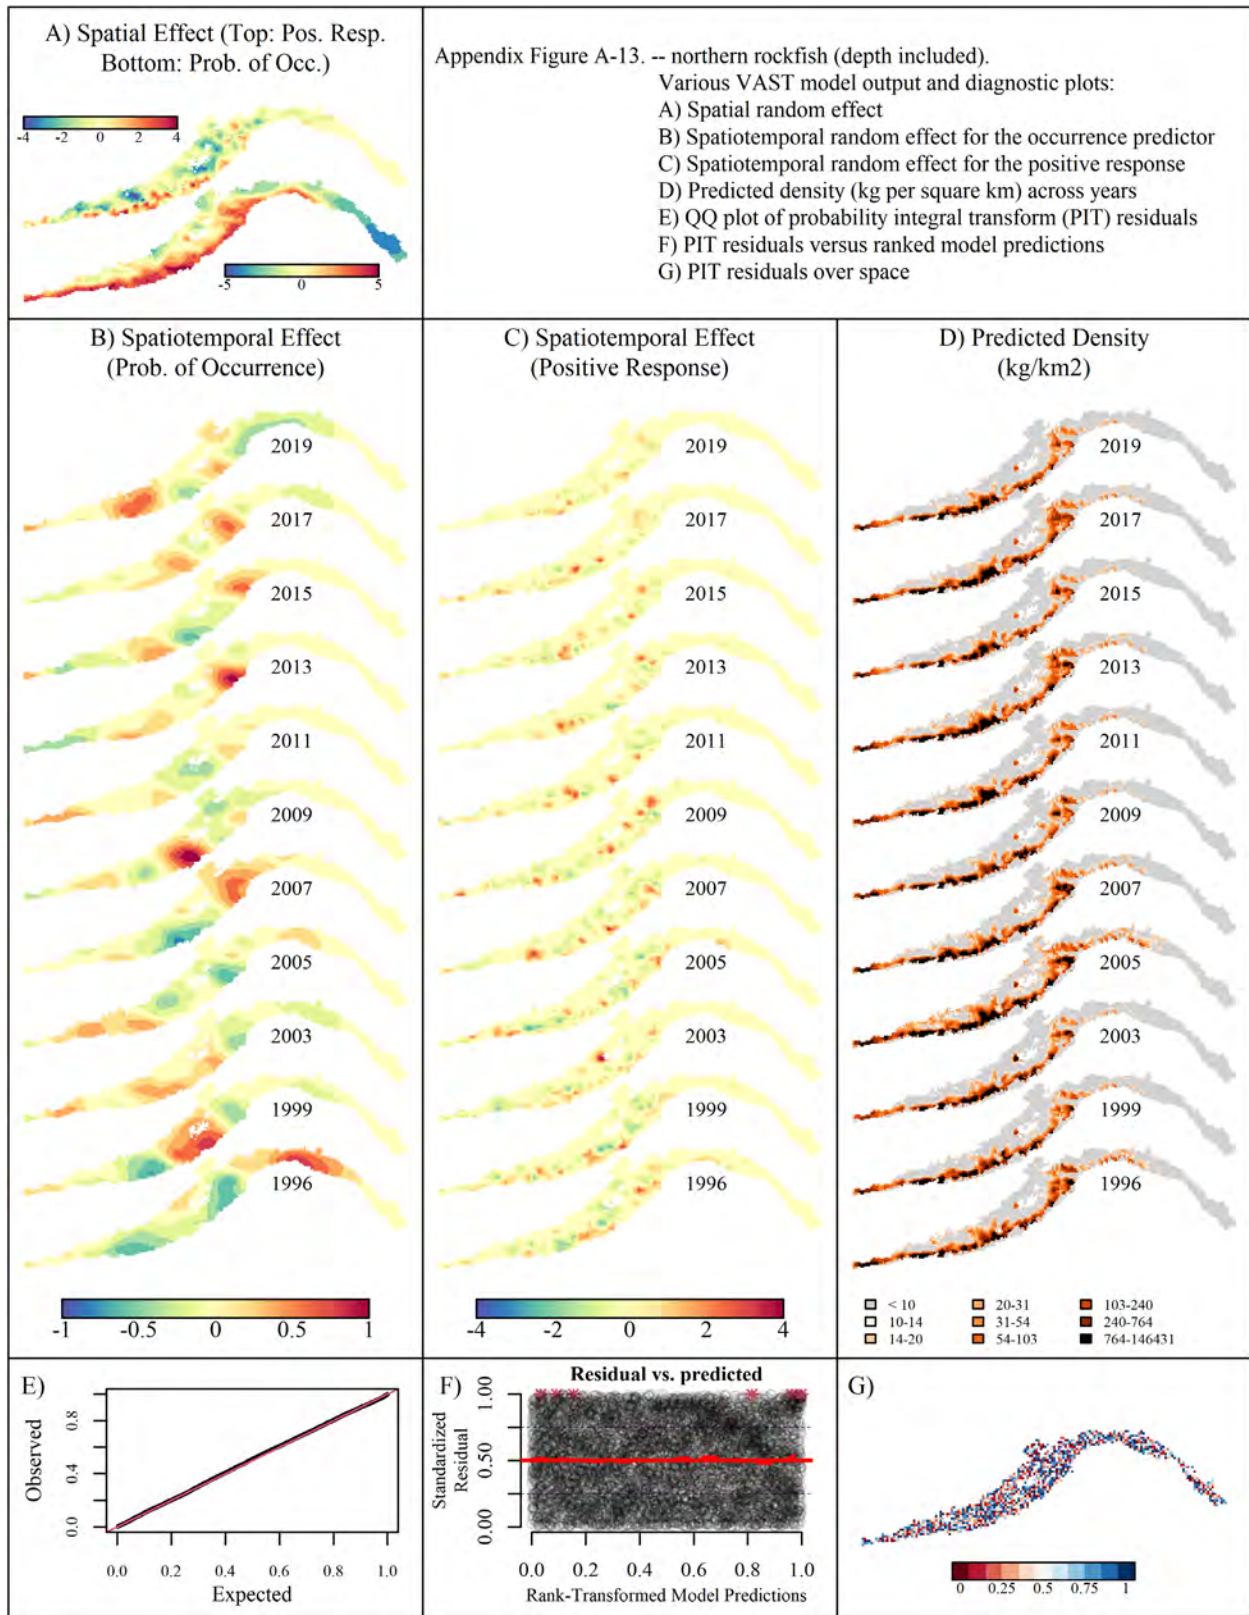 A) Spatial Effect (Top: Pos. Resp.
Bottom: Prob. of Occ.)
-4 -2 0 2 4
-5 0 5
Appendix Figure A-13. -- northern rockfish (depth included).
Various VAST model output and diagnostic plots:
A) Spatial random effect
B) Spatiotemporal random effect for the occurrence predictor
C) Spatiotemporal random effect for the positive response
D) Predicted density (kg per square km) across years
E) QQ plot of probability integral transform (PIT) residuals
F) PIT residuals versus ranked model predictions
G) PIT residuals over space
B) Spatiotemporal Effect
(Prob. of Occurrence)
2019
2017
2015
2013
2011
2009
2007
2005
2003
1999
1996
-1 -0.5 0 0.5 1
C) Spatiotemporal Effect
(Positive Response)
2019
2017
2015
2013
2011
2009
2007
2005
2003
1999
1996
-4 -2 0 2 4
D) Predicted Density
(kg/km2)
2019
2017
2015
2013
2011
2009
2007
2005
2003
1999
1996
< 10 20-31 103-240
10-14 31-54 240-764
14-20 54-103 764-146431
E)
Observed
0.8
0.4
0.0
0.0 0.2 0.4 0.6 0.8 1.0
Expected
F)
Residual vs. predicted
Standardized
Residual
1.00
0.50
0.00
0.0 0.2 0.4 0.6 0.8 1.0
Rank-Transformed Model Predictions
G)
0 0.25 0.5 0.75 1